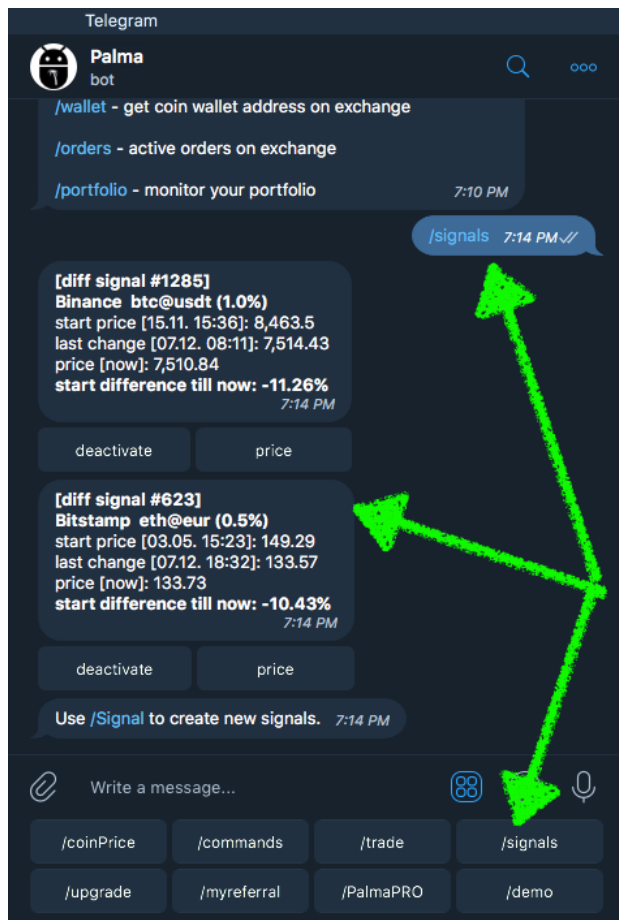 Telegram
Palma
bot
/wallet - get coin wallet address on exchange
/orders - active orders on exchange
/portfolio - monitor your portfolio
7:10 PM
/signals 7:14 PM
[diff signal #1285]
Binance btc@usdt (1.0%)
start price [15.11. 15:36]: 8,463.5
last change [07.12. 08:11]: 7,514.43
price [now]: 7,510.84
start difference till now: -11.26%
7:14 PM
deactivate price
[diff signal #623]
Bitstamp eth@eur (0.5%)
start price [03.05. 15:23]: 149.29
last change [07.12. 18:32]: 133.57
price [now]: 133.73
start difference till now: -10.43%
7:14 PM
deactivate price
Use /Signal to create new signals. 7:14 PM
Write a message...
/coinPrice /commands /trade /signals
/upgrade /myreferral /PalmaPRO /demo